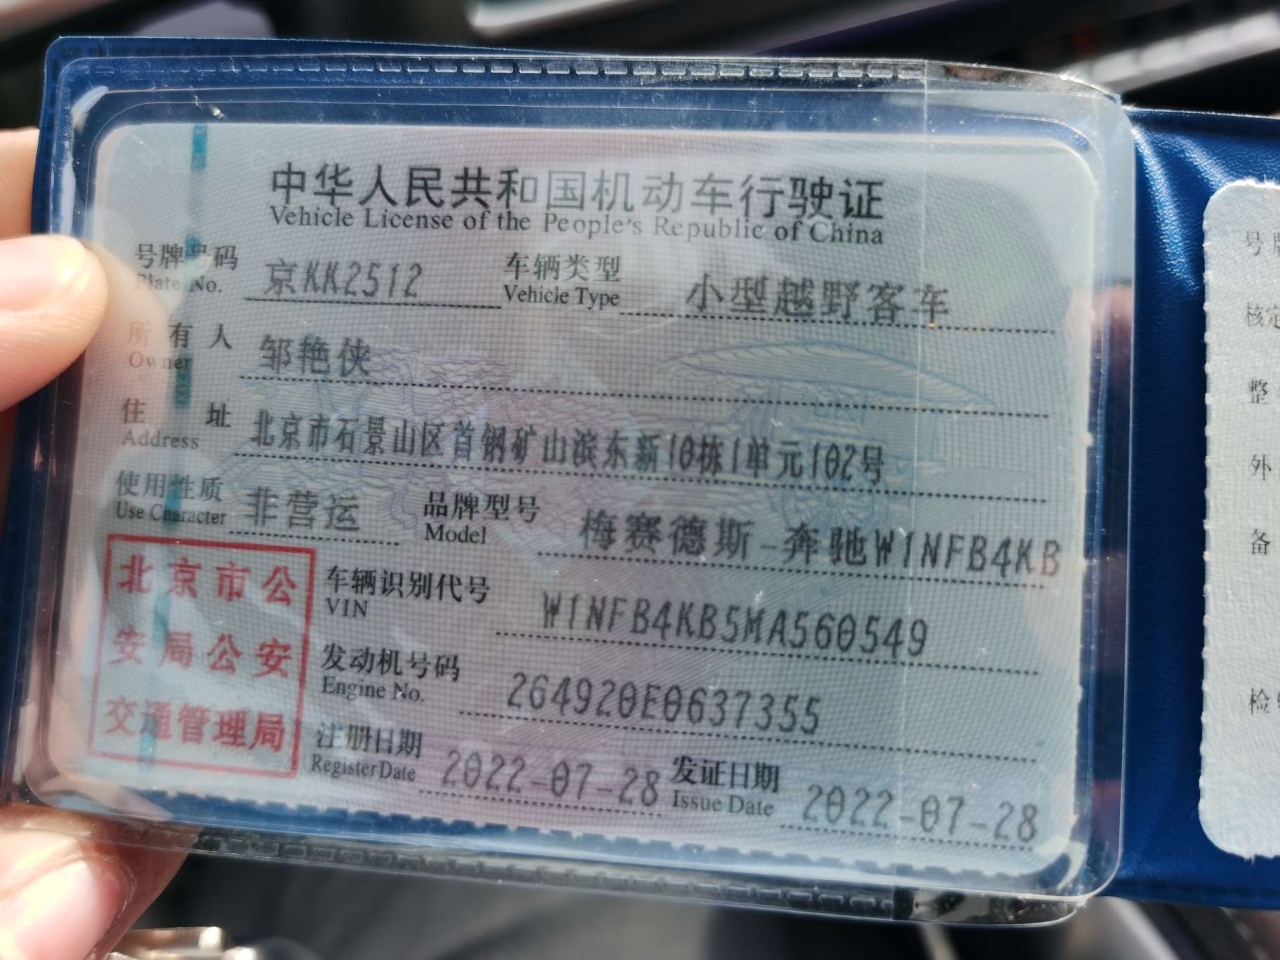 中华人民共和国机动车行驶证
Vehicle License of the People's Republic of China
号牌号码 京KK2512 车辆类型 小型越野客车
Plate No. Vehicle Type
所有人 邹艳侠
Owner
住址 北京市石景山区首钢矿山滨东新10栋1单元102号
Address
使用性质 非营运 品牌型号 梅赛德斯-奔驰W1NFB4KB
Use Character Model
北京市公
安局公安
交通管理局
车辆识别代号 W1NFB4KB5MA560549
VIN
发动机号码 264920E0637355
Engine No.
注册日期 2022-07-28 发证日期 2022-07-28
Register Date Issue Date
号牌
核定
整
外
备
检验